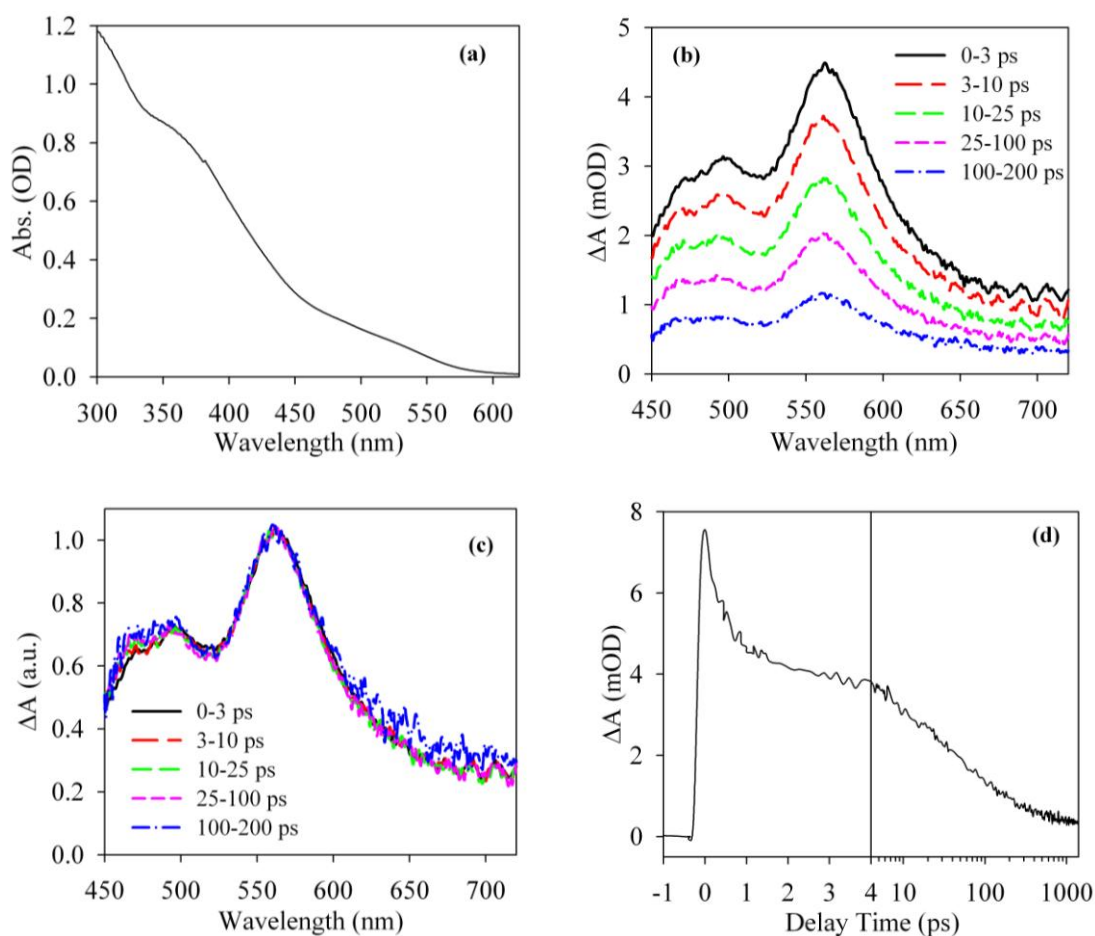 (a)
1.2
1.0
0.8
0.6
0.4
0.2
0.0
Abs. (OD)
300 350 400 450 500 550 600
Wavelength (nm)
(b)
5
4
3
2
1
0
ΔA (mOD)
0-3 ps
3-10 ps
10-25 ps
25-100 ps
100-200 ps
450 500 550 600 650 700
Wavelength (nm)
(c)
1.0
0.8
0.6
0.4
0.2
0.0
ΔA (a.u.)
0-3 ps
3-10 ps
10-25 ps
25-100 ps
100-200 ps
450 500 550 600 650 700
Wavelength (nm)
(d)
8
6
4
2
0
ΔA (mOD)
-1 0 1 2 3 4 10 100 1000
Delay Time (ps)